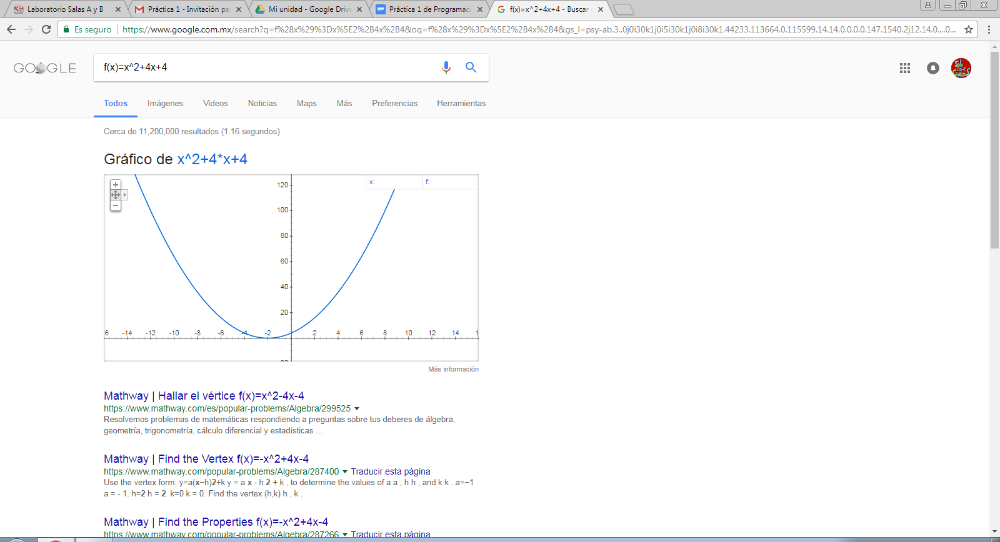 Laboratorio Salas A y B
Práctica 1 - Invitación pa
Mi unidad - Google Driv
Práctica 1 de Programac
f(x)=x^2+4x+4 - Buscar
Es seguro
https://www.google.com.mx/search?q=f%28x%29%3Dx%5E2%2B4x%2B4&oq=f%28x%29%3Dx%5E2%2B4x%2B4&gs_l=psy-ab.3..0j0i30k1j0i5i30k1j0i8i30k1.44233.113664.0.115599.14.14.0.0.0.0.147.1540.2j12.14.0....0...
GOOGLE
f(x)=x^2+4x+4
Todos Imágenes Videos Noticias Maps Más Preferencias Herramientas
Cerca de 11,200,000 resultados (1.16 segundos)
Gráfico de x^2+4*x+4
x: f:
120
100
80
60
40
20
6 -14 -12 -10 -8 -6 -4 -2 2 4 6 8 10 12 14 1
Más información
Mathway | Hallar el vértice f(x)=x^2-4x-4
https://www.mathway.com/es/popular-problems/Algebra/299525
Resolvemos problemas de matemáticas respondiendo a preguntas sobre tus deberes de álgebra,
geometría, trigonometría, cálculo diferencial y estadísticas ...
Mathway | Find the Vertex f(x)=-x^2+4x-4
https://www.mathway.com/popular-problems/Algebra/287400 Traducir esta página
Use the vertex form, y=a(x−h)2+k y = a x - h 2 + k , to determine the values of a a , h h , and k k . a=−1
a = - 1. h=2 h = 2. k=0 k = 0. Find the vertex (h,k) h , k .
Mathway | Find the Properties f(x)=-x^2+4x-4
https://www.mathway.com/popular-problems/Algebra/287266 Traducir esta página